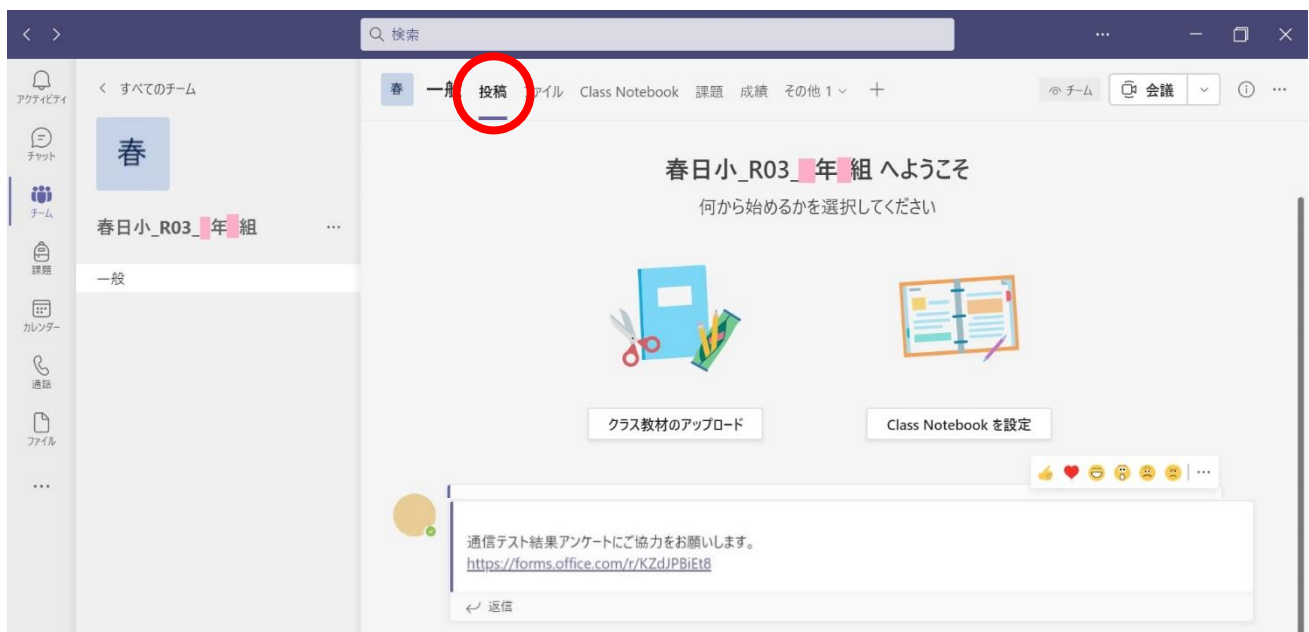 検索
アクティビティ
チャット
チーム
課題
カレンダー
通話
ファイル
すべてのチーム
春
春日小_R03_ 年 組
一般
春 一般 投稿 ファイル Class Notebook 課題 成績 その他 1
チーム 会議
春日小_R03_ 年 組 へようこそ
何から始めるかを選択してください
クラス教材のアップロード
Class Notebook を設定
通信テスト結果アンケートにご協力をお願いします。
https://forms.office.com/r/KZdJPBiEt8
返信